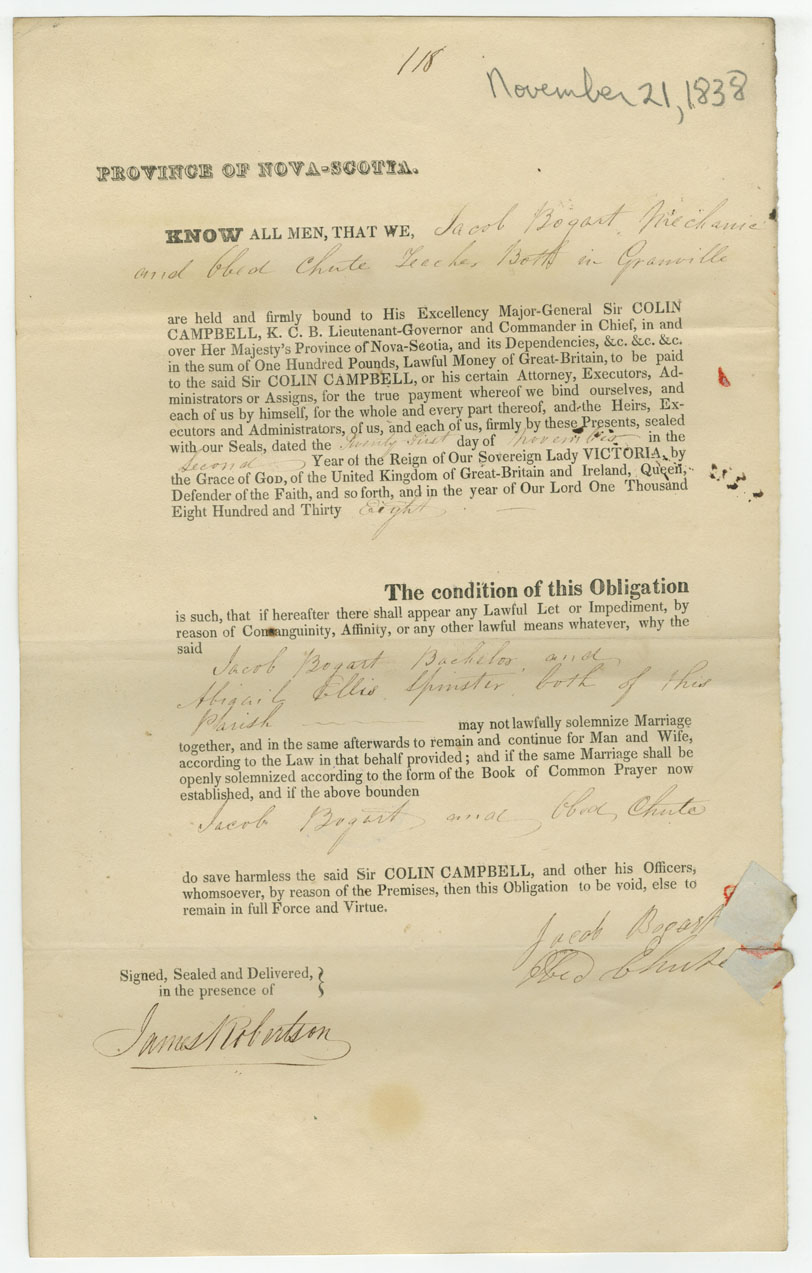 118
November 21, 1838
PROVINCE OF NOVA-SCOTIA.
KNOW ALL MEN, THAT WE, Jacob Bogart, Mechanic
and Obed Chute Teacher Both in Granville
are held and firmly bound to His Excellency Major-General Sir COLIN
CAMPBELL, K. C. B. Lieutenant-Governor and Commander in Chief, in and
over Her Majesty's Province of Nova-Scotia, and its Dependencies, &c. &c. &c.
in the sum of One Hundred Pounds, Lawful Money of Great-Britain, to be paid
to the said Sir COLIN CAMPBELL, or his certain Attorney, Executors, Ad-
ministrators or Assigns, for the true payment whereof we bind ourselves, and
each of us by himself, for the whole and every part thereof, and the Heirs, Ex-
ecutors and Administrators, of us, and each of us, firmly by these Presents, sealed
with our Seals, dated the Twenty First day of November in the
Second Year of the Reign of Our Sovereign Lady VICTORIA, by
the Grace of GOD, of the United Kingdom of Great-Britain and Ireland, Queen,
Defender of the Faith, and so forth, and in the year of Our Lord One Thousand
Eight Hundred and Thirty Eight
The condition of this Obligation
is such, that if hereafter there shall appear any Lawful Let or Impediment, by
reason of Consanguinity, Affinity, or any other lawful means whatever, why the
said
Jacob Bogart Bachelor and
Abigail Ellis Spinster both of this
Parish may not lawfully solemnize Marriage
together, and in the same afterwards to remain and continue for Man and Wife,
according to the Law in that behalf provided; and if the same Marriage shall be
openly solemnized according to the form of the Book of Common Prayer now
established, and if the above bounden
Jacob Bogart and Obed Chute
do save harmless the said Sir COLIN CAMPBELL, and other his Officers,
whomsoever, by reason of the Premises, then this Obligation to be void, else to
remain in full Force and Virtue.
Jacob Bogart
Obed Chute
Signed, Sealed and Delivered,
in the presence of
James Robertson